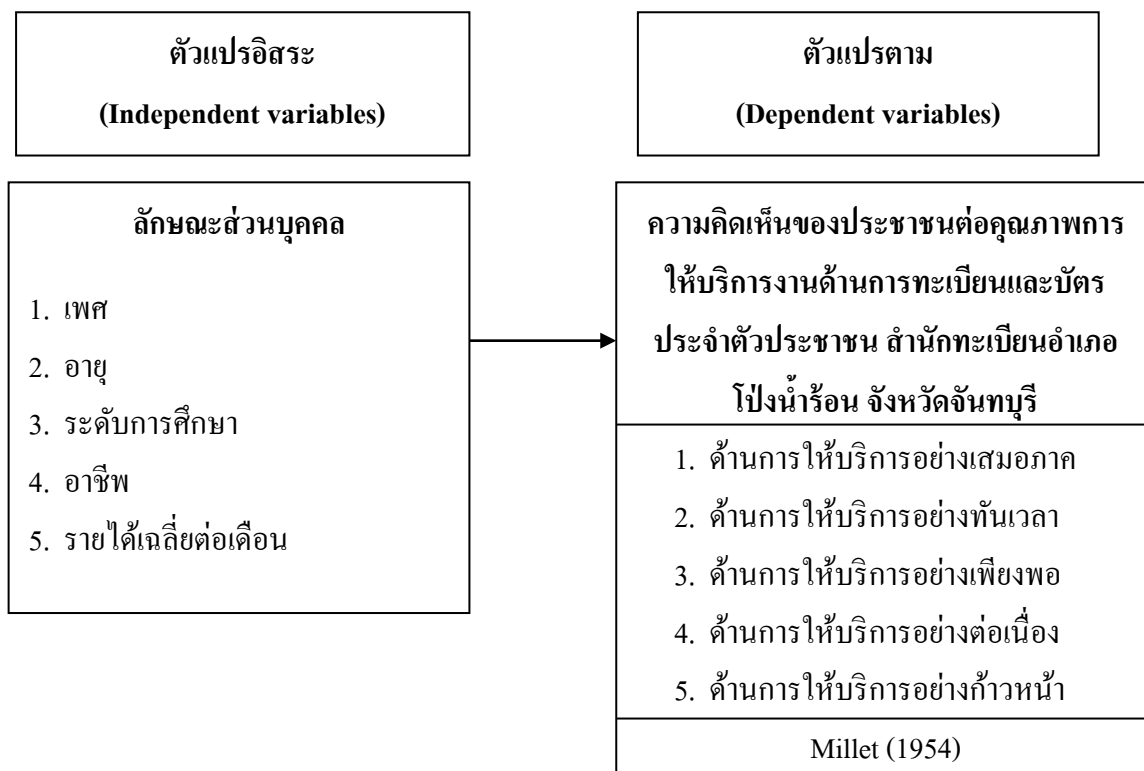 ตัวแปรอิสระ
(Independent variables)
ตัวแปรตาม
(Dependent variables)
ลักษณะส่วนบุคคล
1. เพศ
2. อายุ
3. ระดับการศึกษา
4. อาชีพ
5. รายได้เฉลี่ยต่อเดือน
ความคิดเห็นของประชาชนต่อคุณภาพการ
ให้บริการงานด้านการทะเบียนและบัตร
ประจำตัวประชาชน สำนักทะเบียนอำเภอ
โป่งน้ำร้อน จังหวัดจันทบุรี
1. ด้านการให้บริการอย่างเสมอภาค
2. ด้านการให้บริการอย่างทันเวลา
3. ด้านการให้บริการอย่างเพียงพอ
4. ด้านการให้บริการอย่างต่อเนื่อง
5. ด้านการให้บริการอย่างก้าวหน้า
Millet (1954)